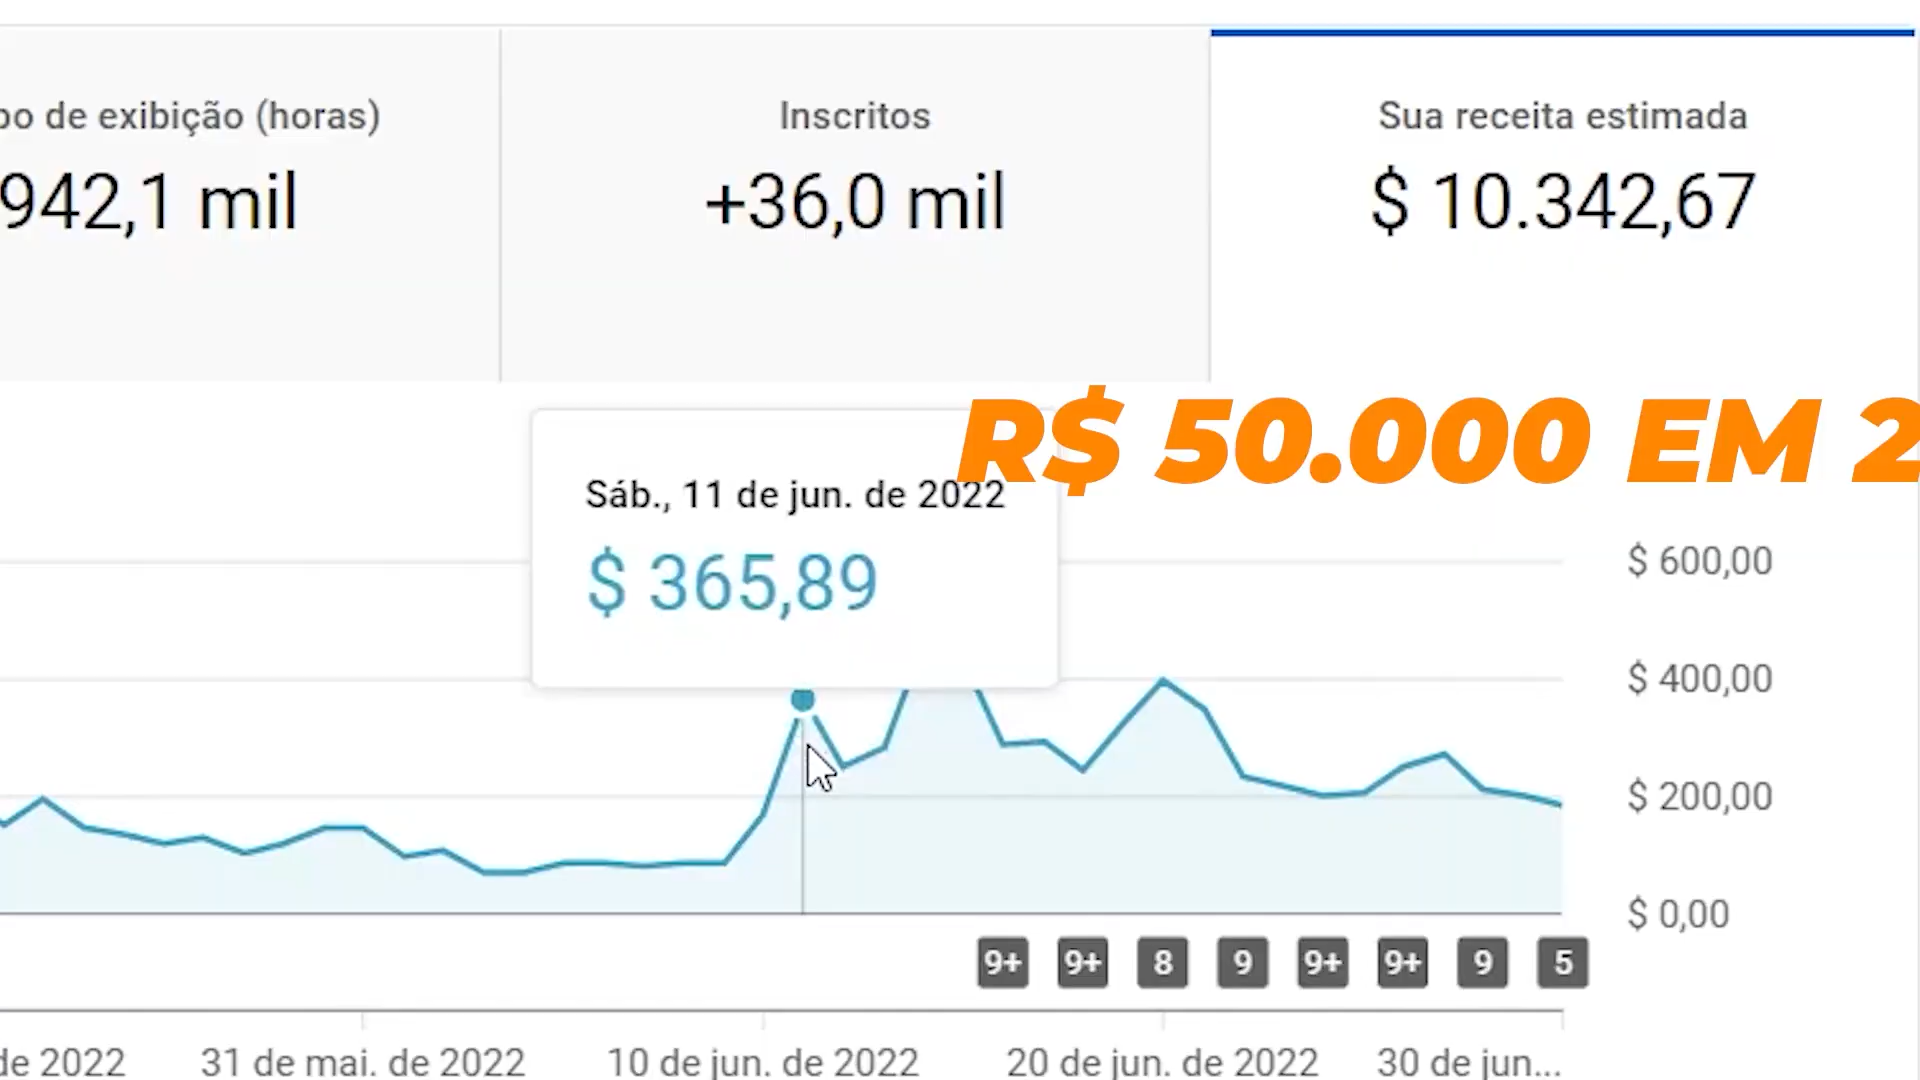 po de exibição (horas)
942,1 mil
Inscritos
+36,0 mil
Sua receita estimada
$ 10.342,67
R$ 50.000 EM 2
Sáb., 11 de jun. de 2022
$ 365,89
$ 600,00
$ 400,00
$ 200,00
$ 0,00
9+ 9+ 8 9 9+ 9+ 9 5
de 2022 31 de mai. de 2022 10 de jun. de 2022 20 de jun. de 2022 30 de jun...